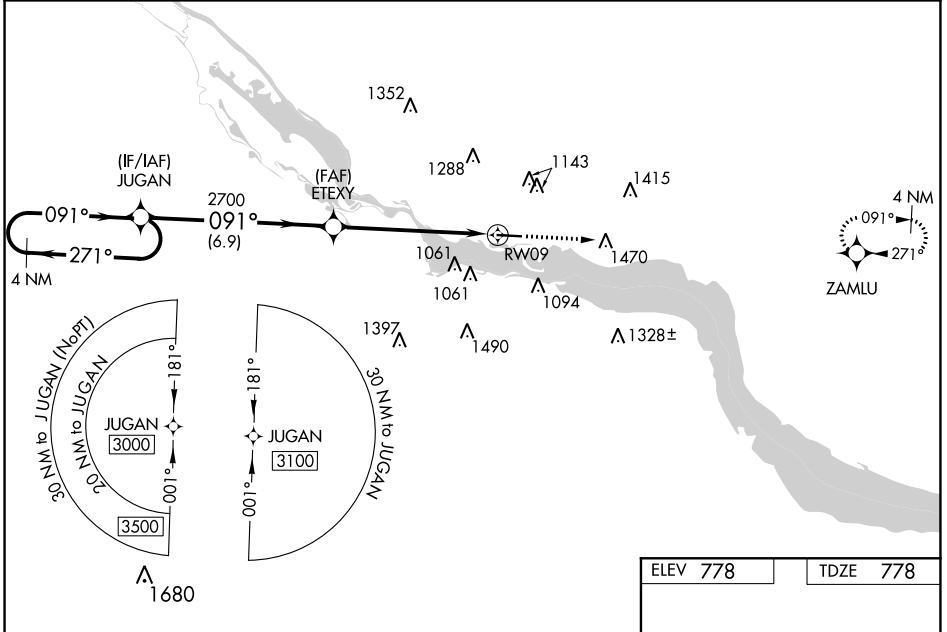 1352
1288
1143
1415
(IF/IAF)
JUGAN
(FAF)
ETEXY
2700
091°
(6.9)
091°
271°
4 NM
RW09
1470
4 NM
091°
271°
ZAMLU
1061
1061
1094
1397
1490
1328±
30 NM to JUGAN (NoPT)
20 NM to JUGAN
181°
JUGAN
3000
001°
3500
181°
JUGAN
3100
001°
30 NM to JUGAN
1680
ELEV 778
TDZE 778